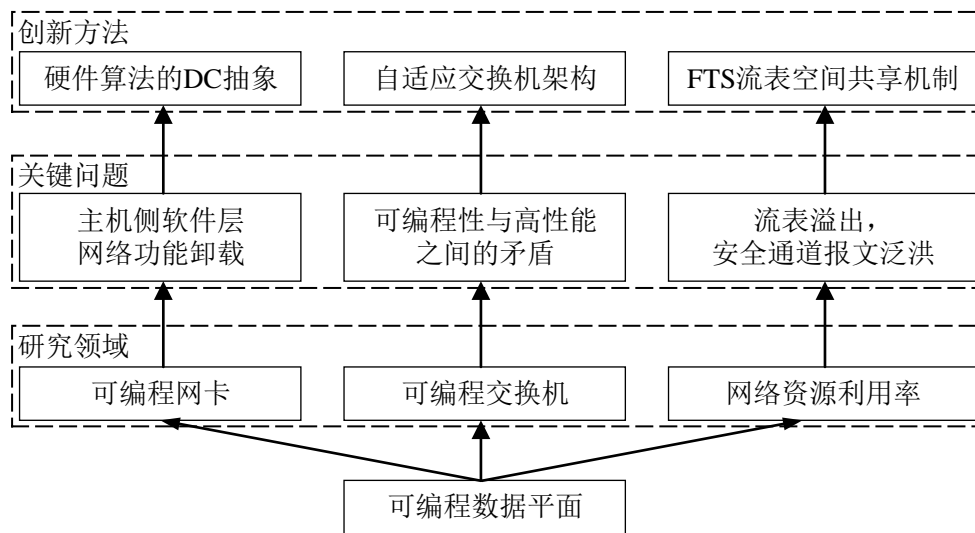 创新方法
硬件算法的DC抽象
自适应交换机架构
FTS流表空间共享机制
关键问题
主机侧软件层
网络功能卸载
可编程性与高性能
之间的矛盾
流表溢出，
安全通道报文泛洪
研究领域
可编程网卡
可编程交换机
网络资源利用率
可编程数据平面